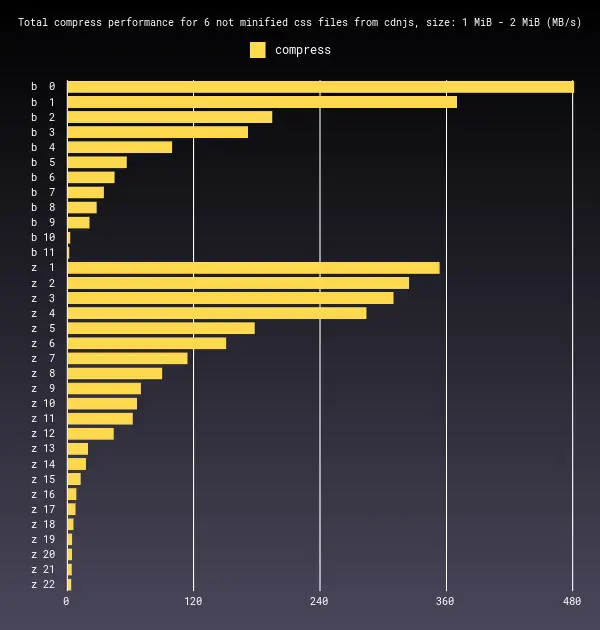 Total compress performance for 6 not minified css files from cdnjs, size: 1 MiB - 2 MiB (MB/s)
compress
b 0
b 1
b 2
b 3
b 4
b 5
b 6
b 7
b 8
b 9
b 10
b 11
z 1
z 2
z 3
z 4
z 5
z 6
z 7
z 8
z 9
z 10
z 11
z 12
z 13
z 14
z 15
z 16
z 17
z 18
z 19
z 20
z 21
z 22
0 120 240 360 480